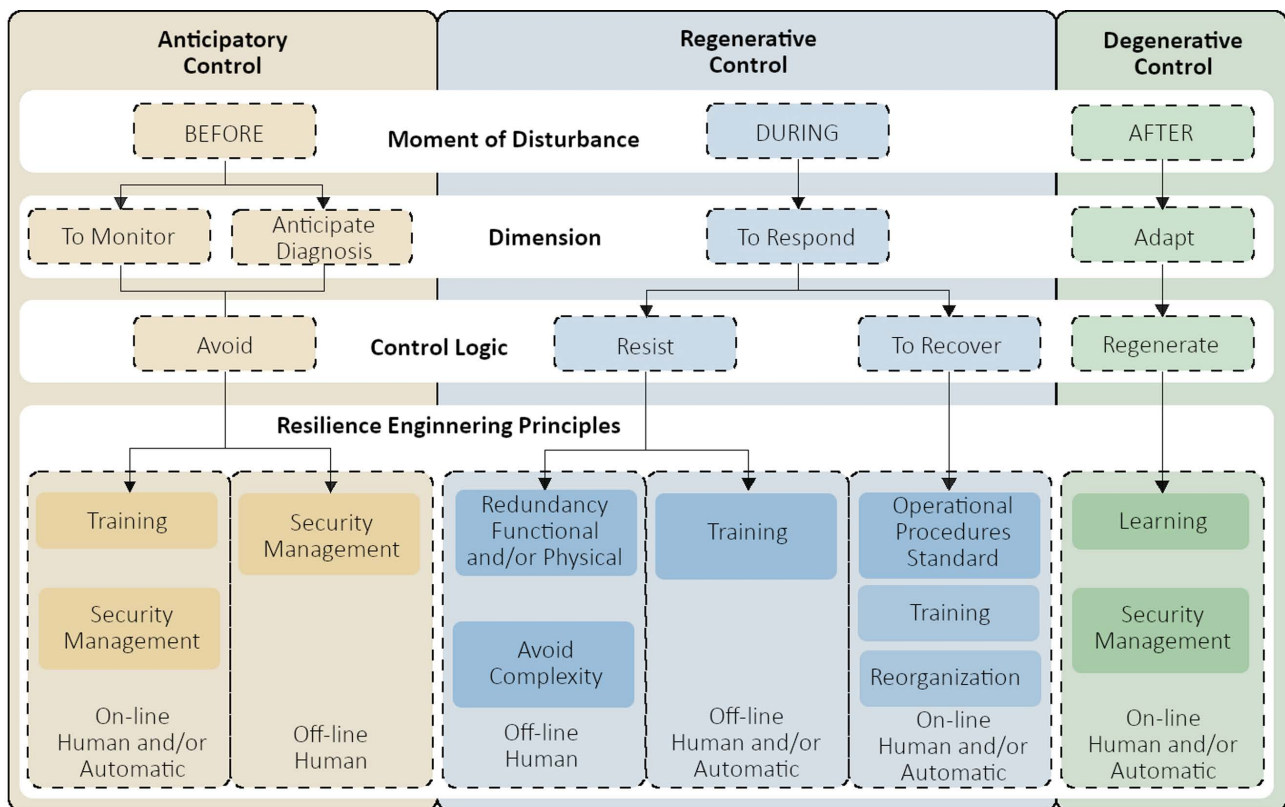 Anticipatory
Control
Regenerative
Control
Degenerative
Control
BEFORE
Moment of Disturbance
DURING
AFTER
To Monitor
Anticipate
Diagnosis
Dimension
To Respond
Adapt
Avoid
Control Logic
Resist
To Recover
Regenerate
Resilience Enginnering Principles
Training
Security
Management
On-line
Human and/or
Automatic
Security
Management
Off-line
Human
Redundancy
Functional
and/or Physical
Avoid
Complexity
Off-line
Human
Training
Off-line
Human and/or
Automatic
Operational
Procedures
Standard
Training
Reorganization
On-line
Human and/or
Automatic
Learning
Security
Management
On-line
Human and/or
Automatic